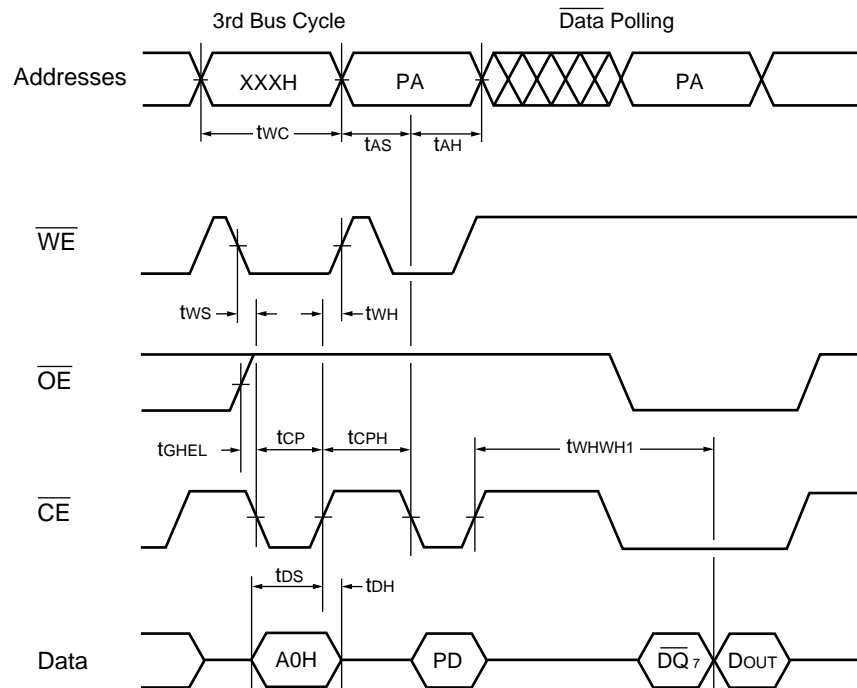 3rd Bus Cycle
Data Polling
Addresses
XXXH
PA
PA
tWC
tAS
tAH
WE
tWS
tWH
OE
tGHEL
tCP
tCPH
tWHWH1
CE
tDS
tDH
Data
A0H
PD
DQ7
DOUT